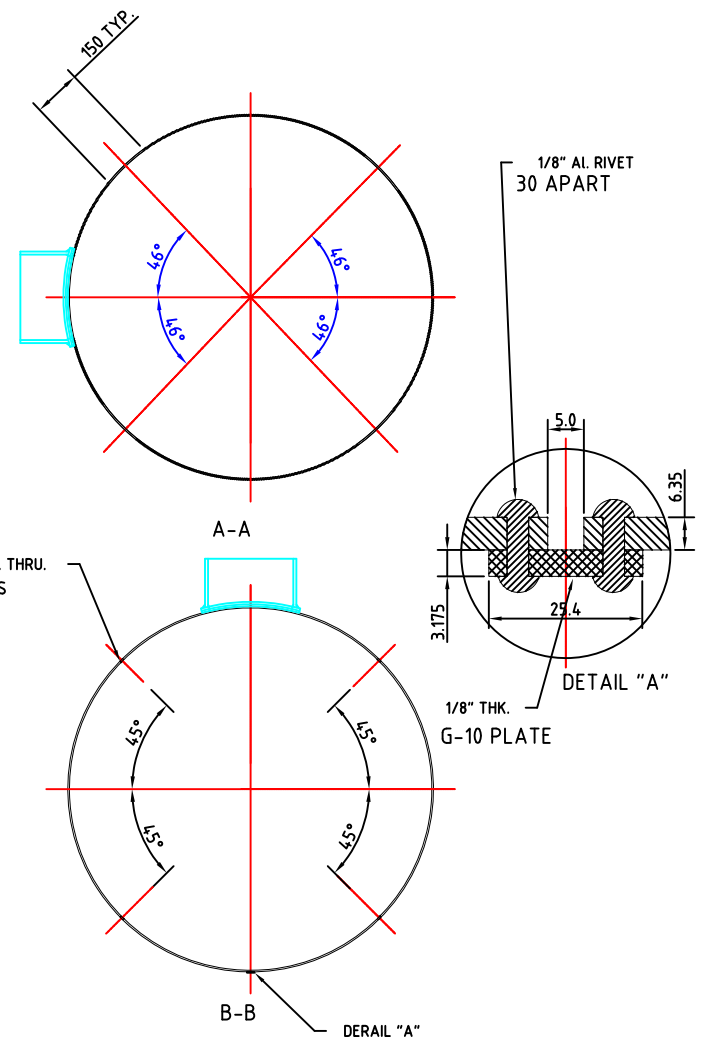 150 TYP.
46°
46°
46°
46°
A-A
1/8" Al. RIVET
30 APART
5.0
6.35
3.175
25.4
DETAIL "A"
1/8" THK.
G-10 PLATE
THRU.
45°
45°
45°
45°
B-B
DERAIL "A"